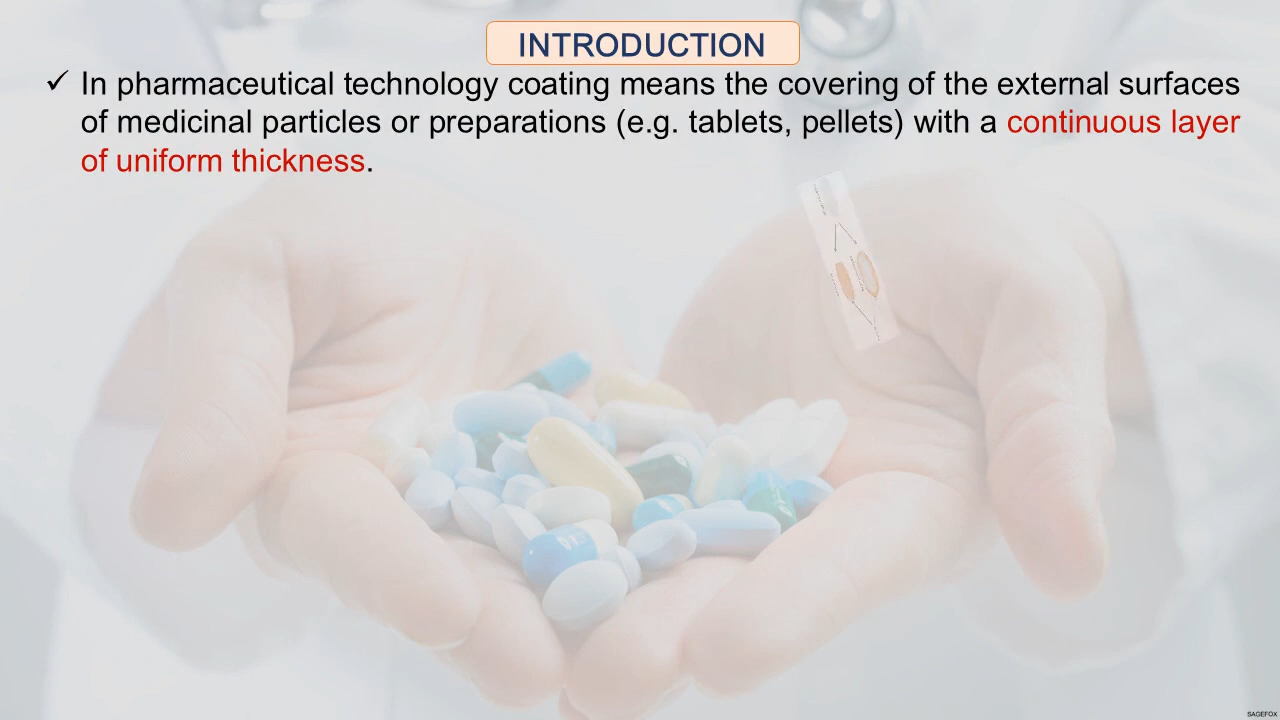 INTRODUCTION
✓ In pharmaceutical technology coating means the covering of the external surfaces
of medicinal particles or preparations (e.g. tablets, pellets) with a continuous layer
of uniform thickness.
SAGEFOX